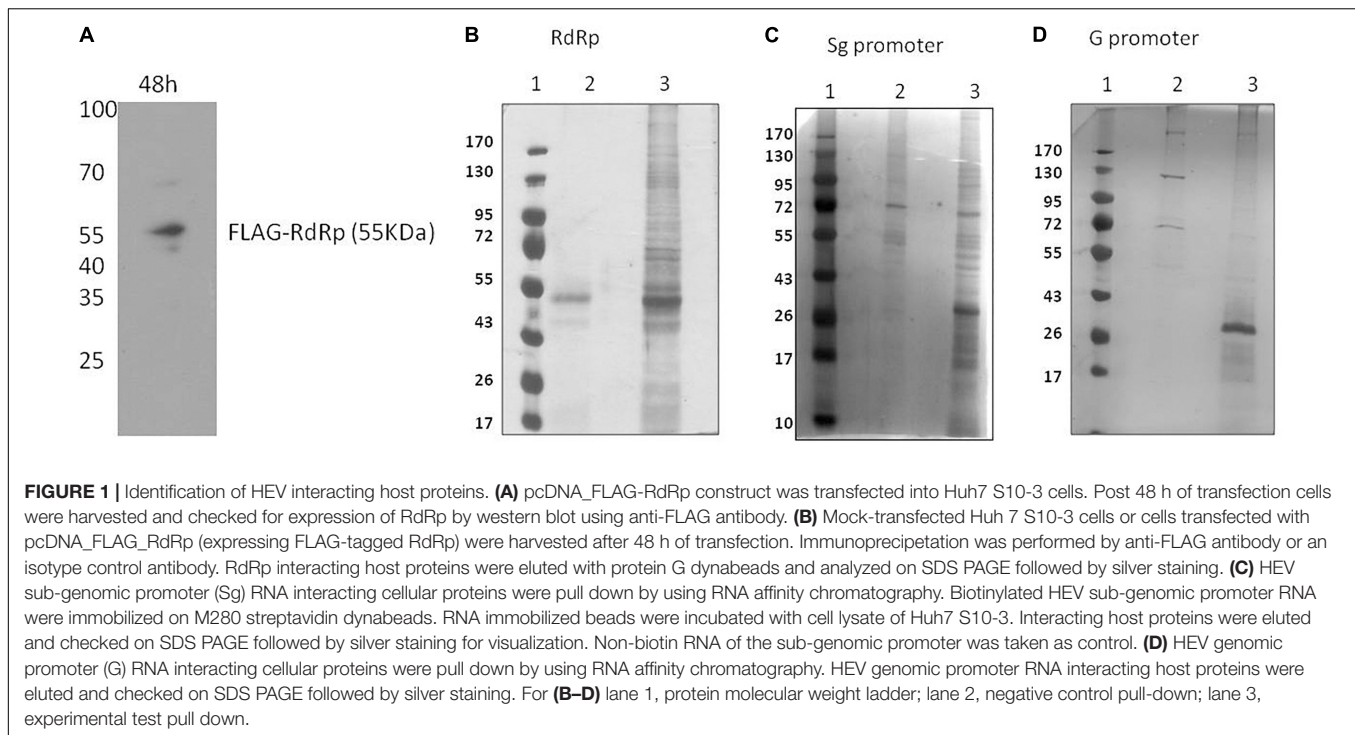 A
48h
100
70
55
40
35
25
FLAG-RdRp (55KDa)
B
RdRp
1 2 3
170
130
95
72
55
43
26
17
C
Sg promoter
1 2 3
170
130
95
72
55
43
26
17
10
D
G promoter
1 2 3
170
130
95
72
55
43
26
17
FIGURE 1 | Identification of HEV interacting host proteins. (A) pcDNA_FLAG-RdRp construct was transfected into Huh7 S10-3 cells. Post 48 h of transfection cells
were harvested and checked for expression of RdRp by western blot using anti-FLAG antibody. (B) Mock-transfected Huh 7 S10-3 cells or cells transfected with
pcDNA_FLAG_RdRp (expressing FLAG-tagged RdRp) were harvested after 48 h of transfection. Immunoprecipetation was performed by anti-FLAG antibody or an
isotype control antibody. RdRp interacting host proteins were eluted with protein G dynabeads and analyzed on SDS PAGE followed by silver staining. (C) HEV
sub-genomic promoter (Sg) RNA interacting cellular proteins were pull down by using RNA affinity chromatography. Biotinylated HEV sub-genomic promoter RNA
were immobilized on M280 streptavidin dynabeads. RNA immobilized beads were incubated with cell lysate of Huh7 S10-3. Interacting host proteins were eluted
and checked on SDS PAGE followed by silver staining for visualization. Non-biotin RNA of the sub-genomic promoter was taken as control. (D) HEV genomic
promoter (G) RNA interacting cellular proteins were pull down by using RNA affinity chromatography. HEV genomic promoter RNA interacting host proteins were
eluted and checked on SDS PAGE followed by silver staining. For (B–D) lane 1, protein molecular weight ladder; lane 2, negative control pull-down; lane 3,
experimental test pull down.